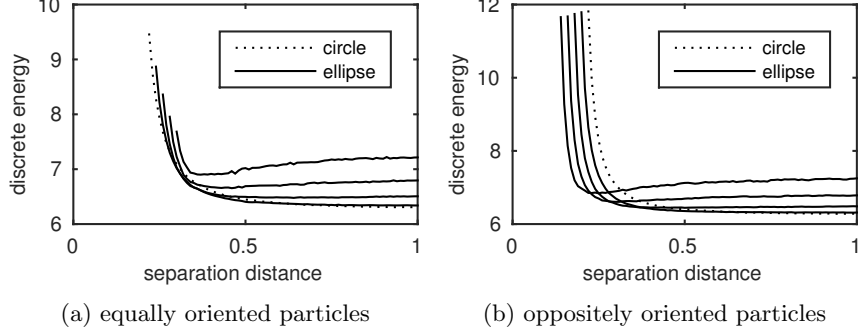 10
9
8
7
6
0
0.5
1
discrete energy
separation distance
circle
ellipse
(a) equally oriented particles
12
10
8
6
0
0.5
1
discrete energy
separation distance
circle
ellipse
(b) oppositely oriented particles